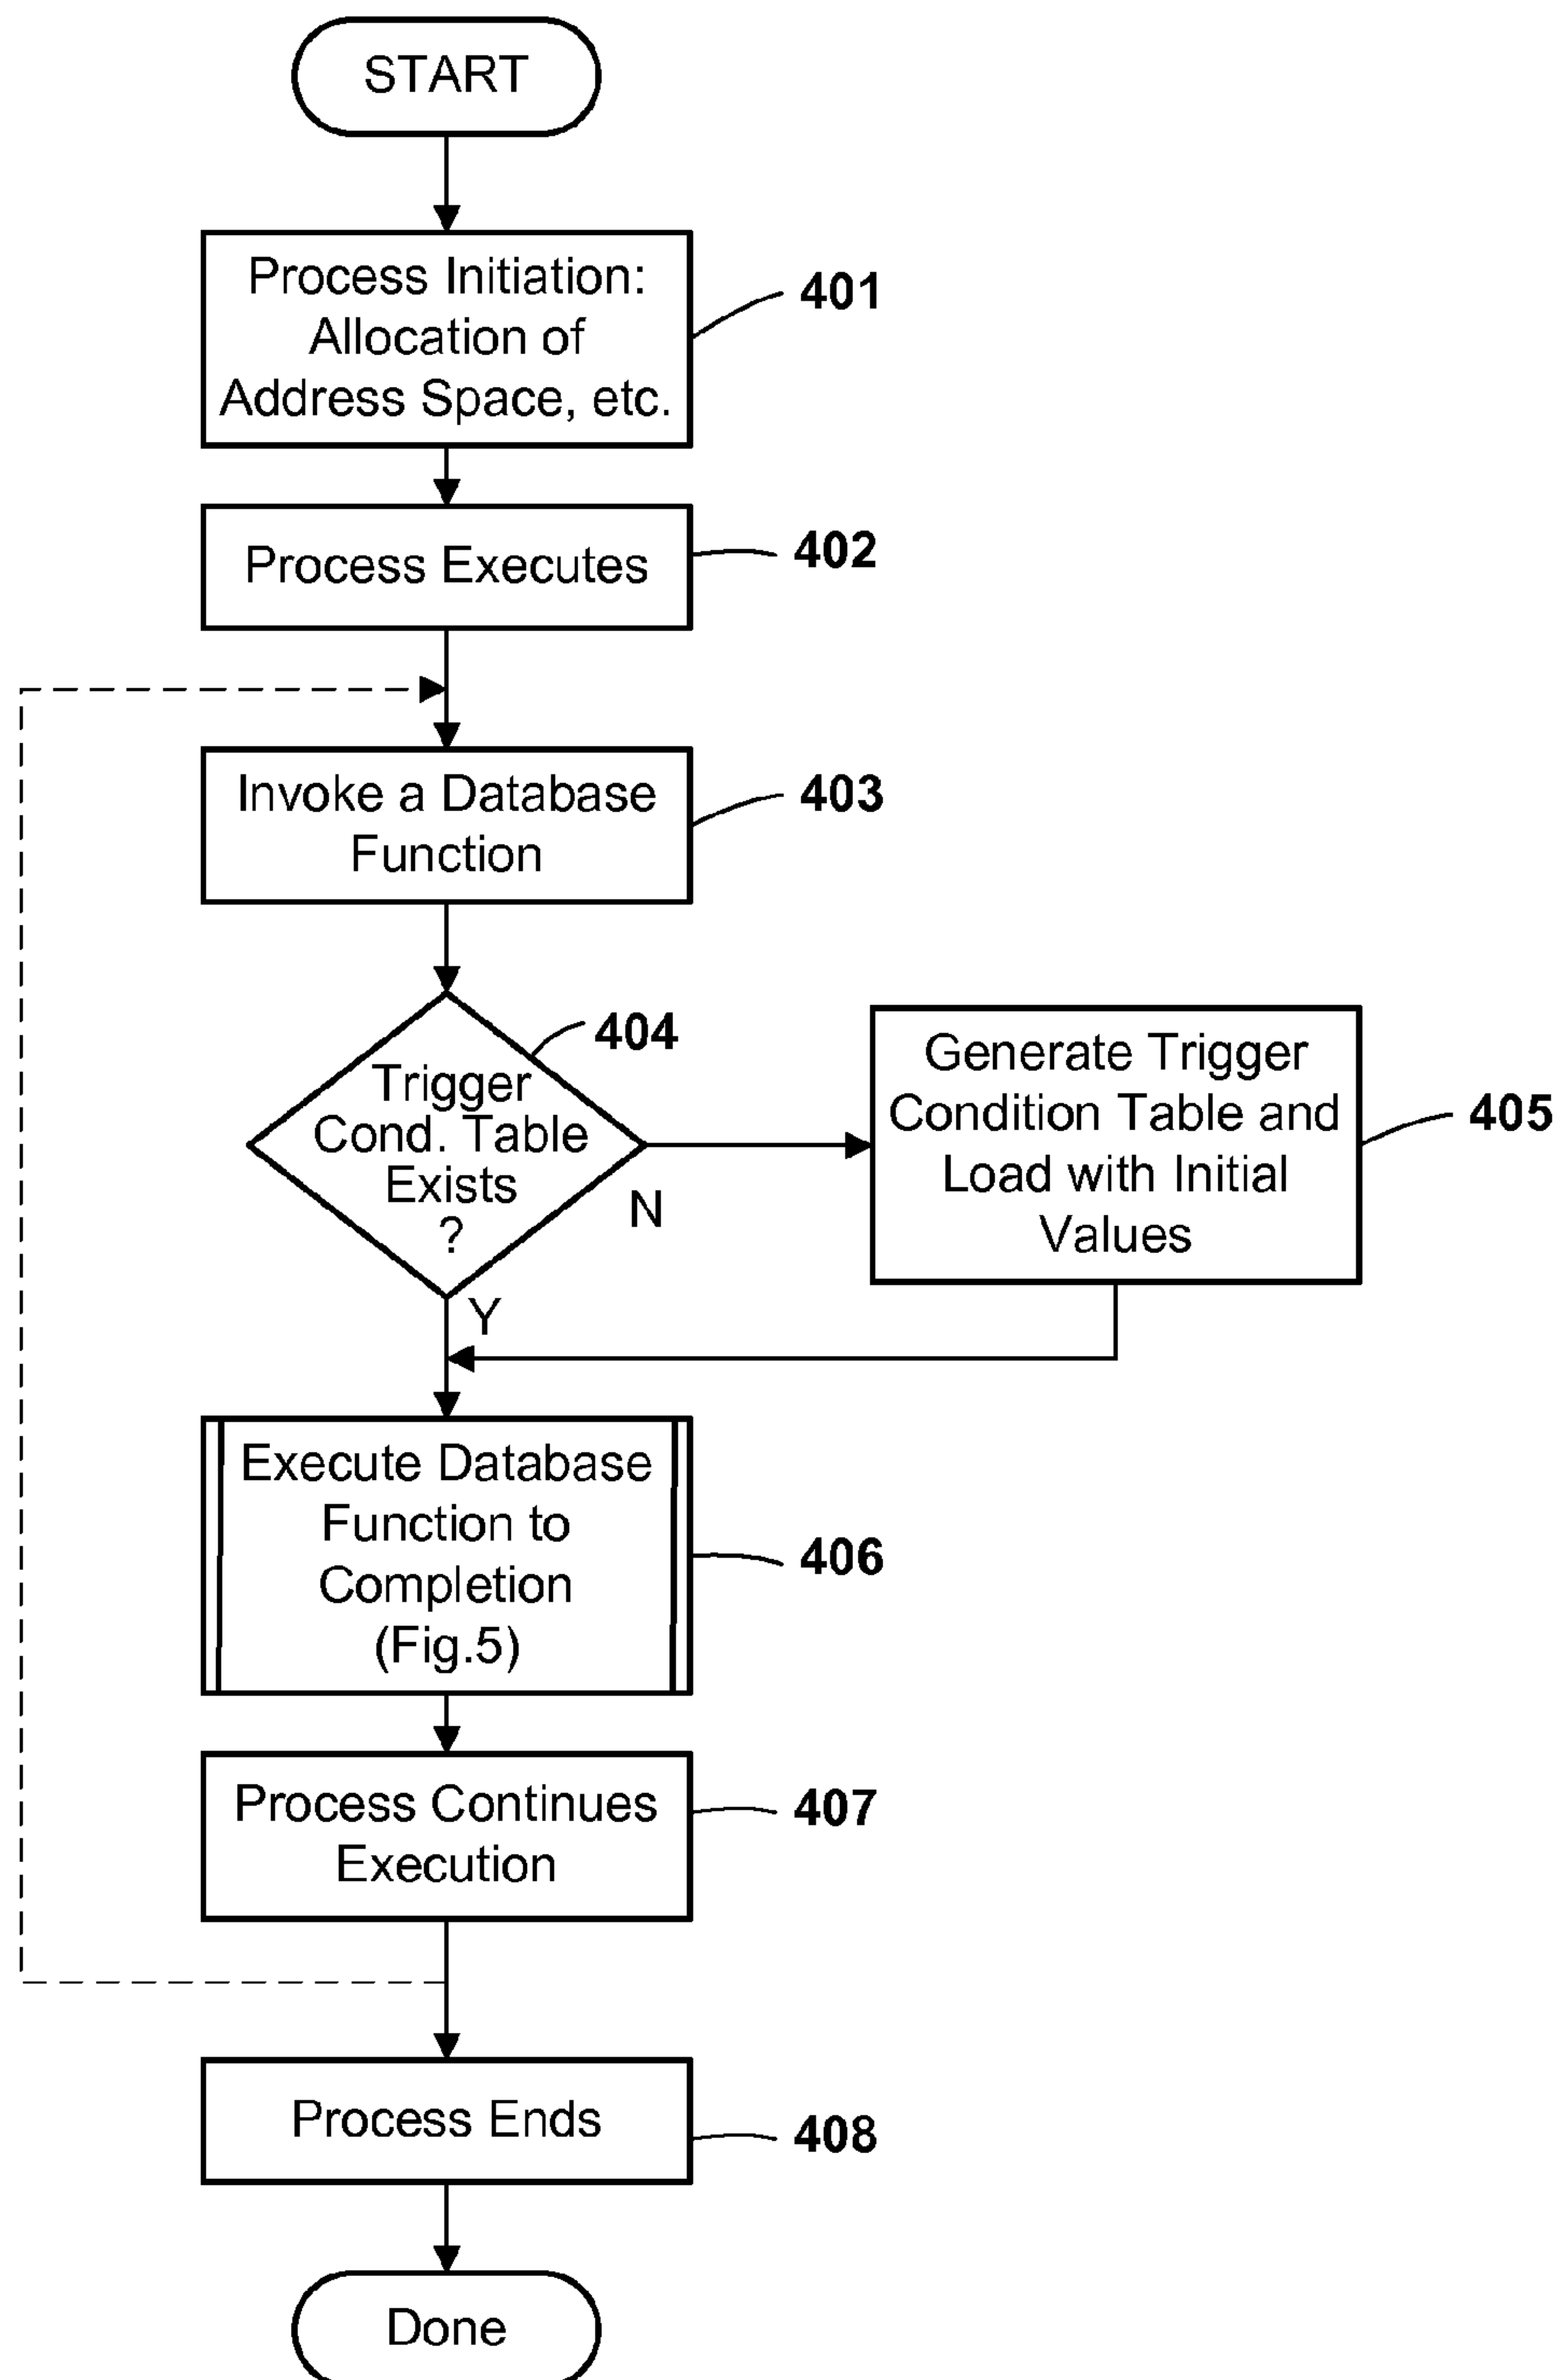 START
Process Initiation:
Allocation of
Address Space, etc.
401
Process Executes
402
Invoke a Database
Function
403
404
Trigger
Cond. Table
Exists
?
N
Y
Generate Trigger
Condition Table and
Load with Initial
Values
405
Execute Database
Function to
Completion
(Fig.5)
406
Process Continues
Execution
407
Process Ends
408
Done